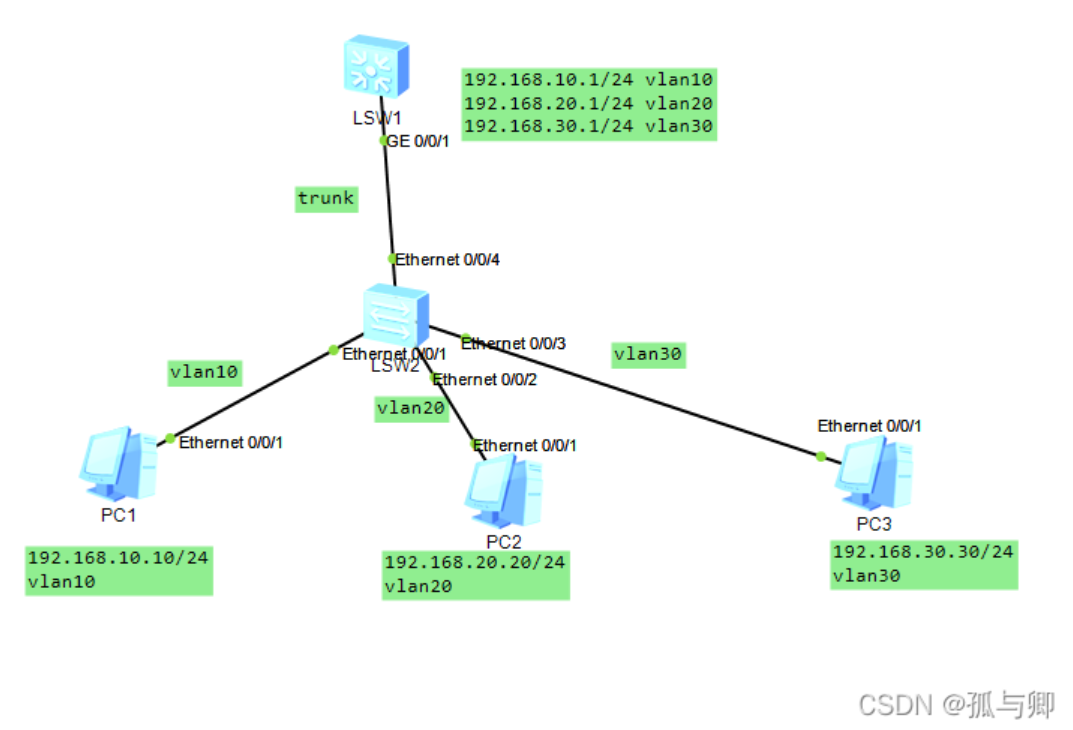 LSW1
192.168.10.1/24 vlan10
192.168.20.1/24 vlan20
192.168.30.1/24 vlan30
GE 0/0/1
trunk
Ethernet 0/0/4
Ethernet 0/0/3
Ethernet 0/0/1
LSW2
vlan30
vlan10
Ethernet 0/0/2
vlan20
Ethernet 0/0/1
Ethernet 0/0/1
Ethernet 0/0/1
PC1
PC2
PC3
192.168.10.10/24
vlan10
192.168.20.20/24
vlan20
192.168.30.30/24
vlan30
CSDN @孤与卿